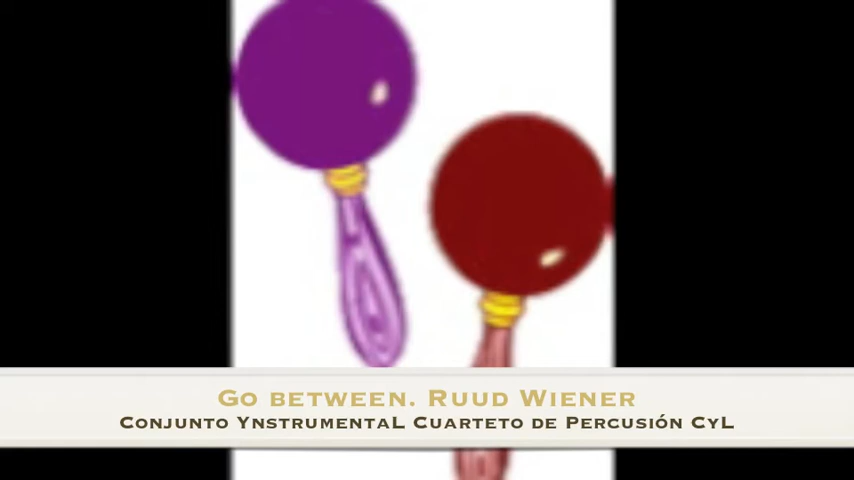 Go between. Ruud Wiener
Conjunto YnstrumentaL Cuarteto de Percusión CyL